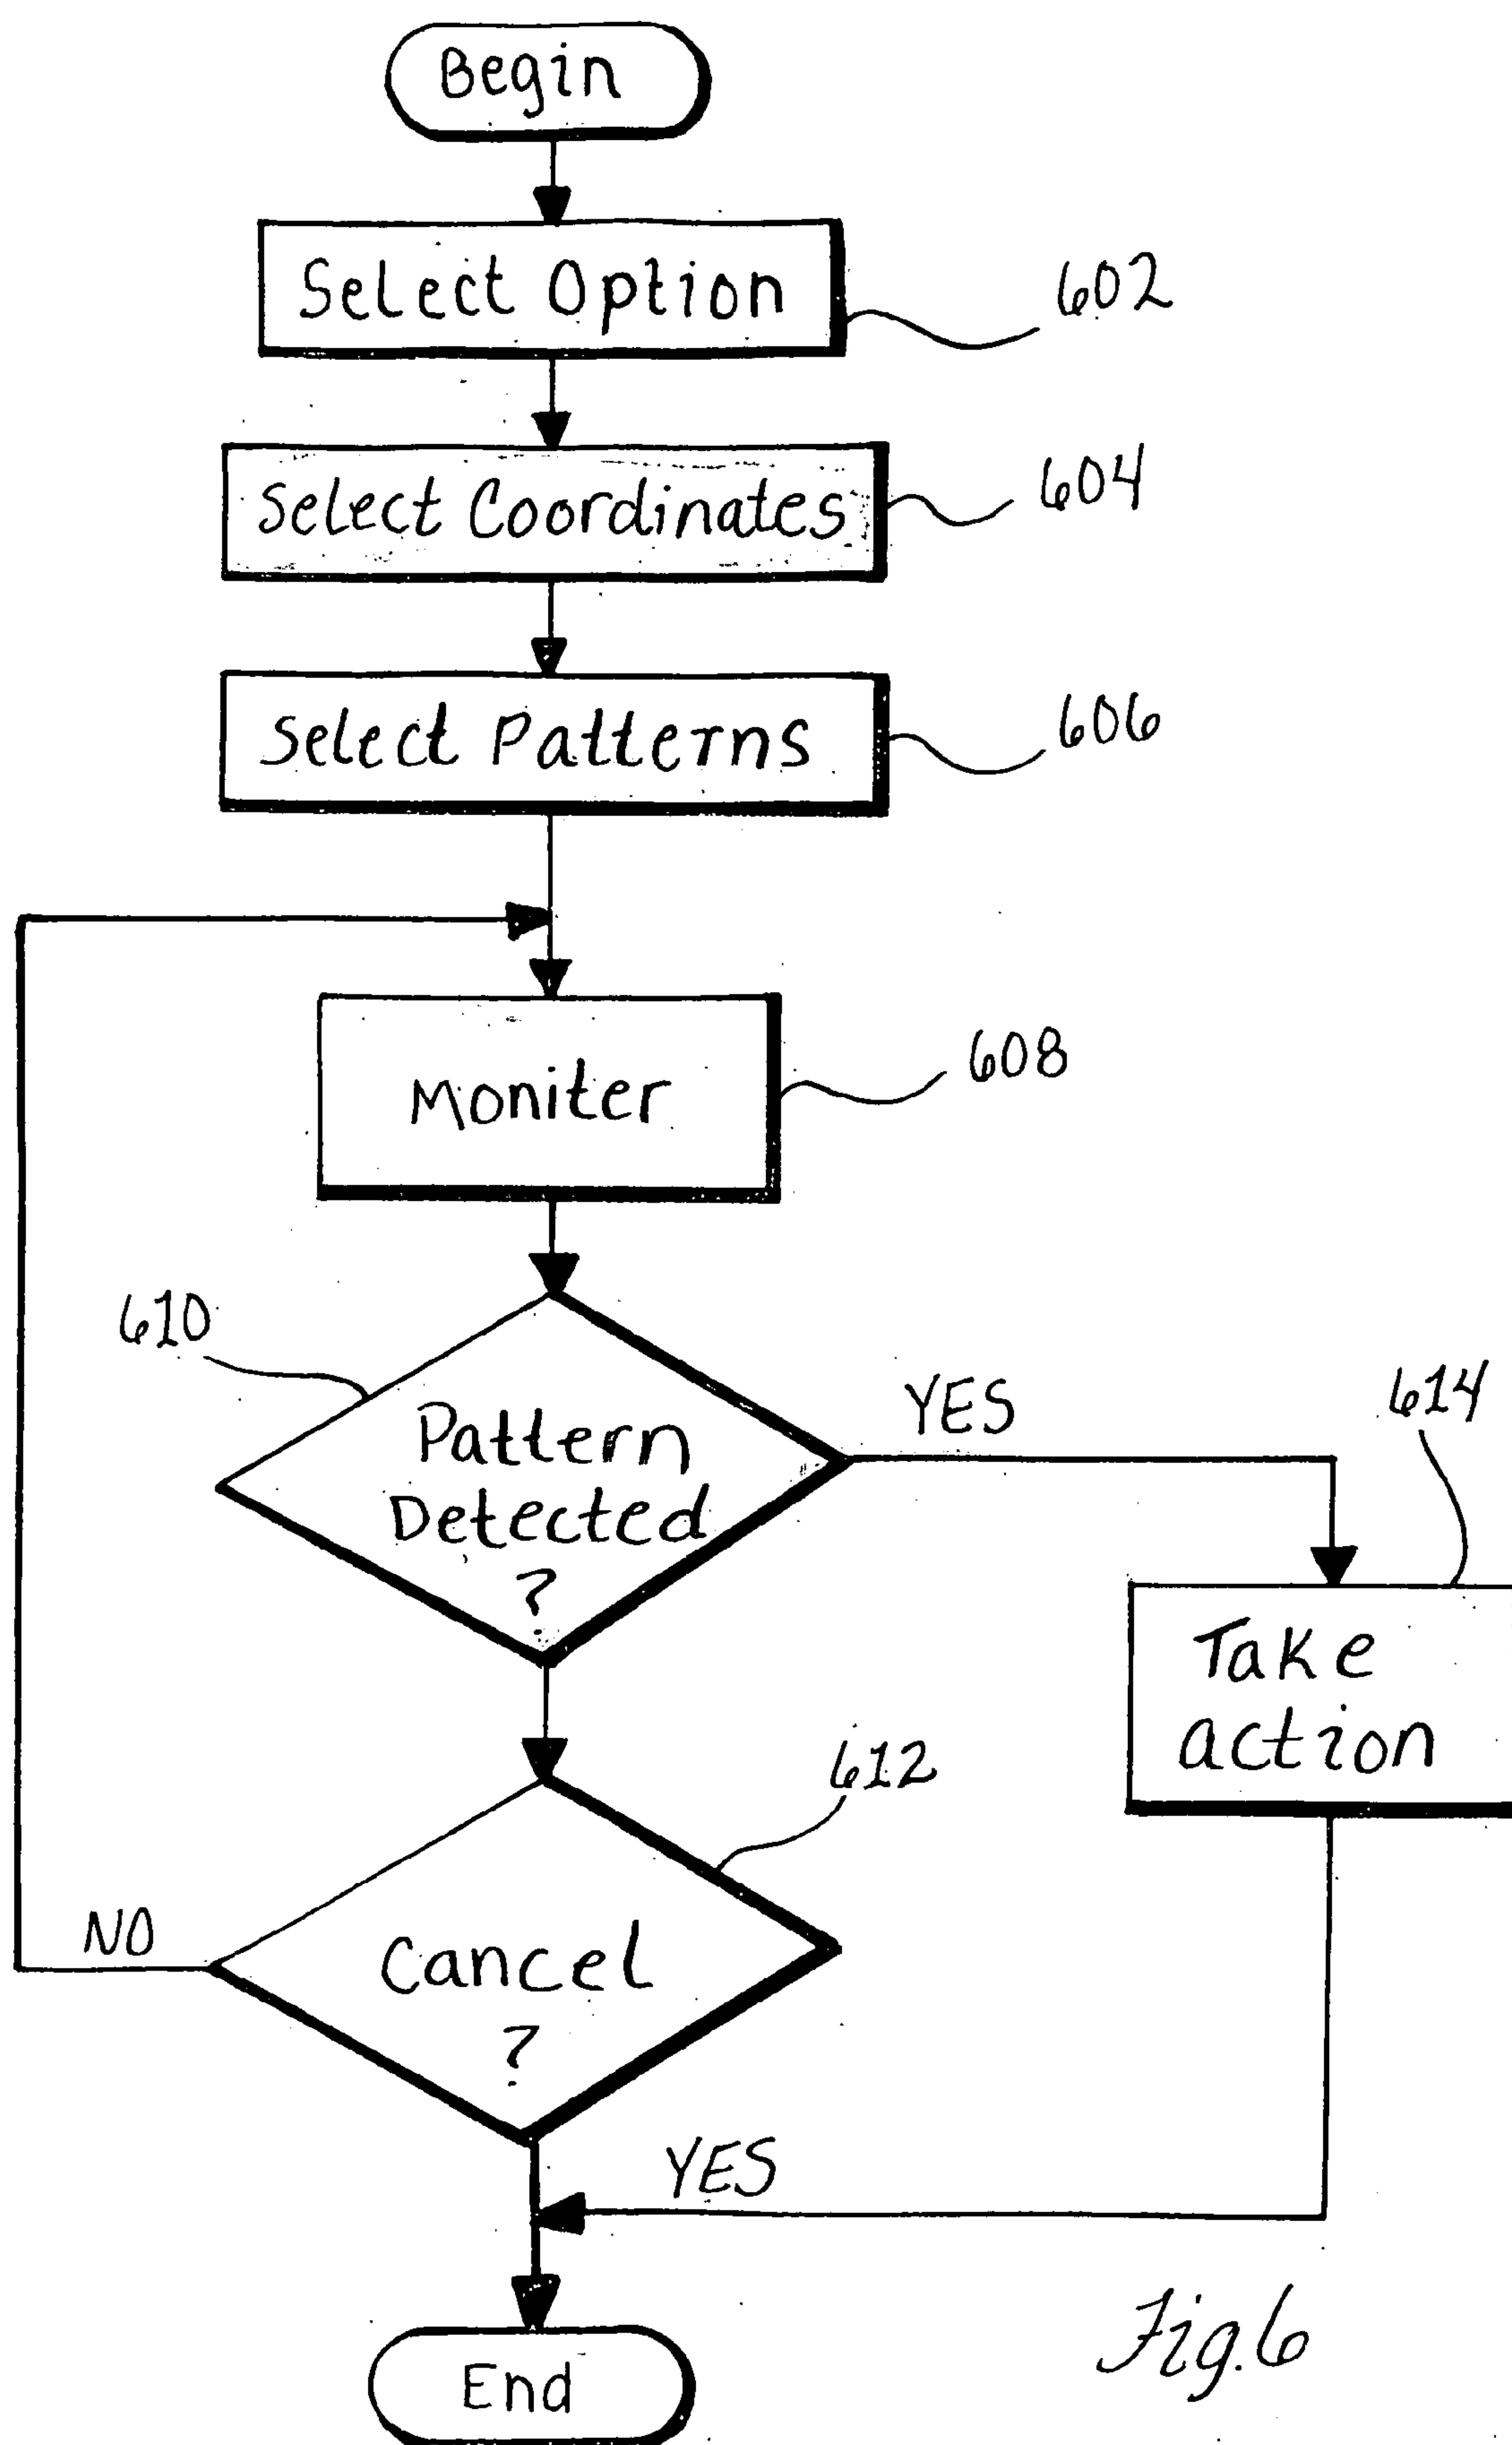 Begin
Select Option
602
Select Coordinates
604
Select Patterns
606
Moniter
608
610
Pattern
Detected
?
YES
614
Take
action
612
Cancel
?
NO
YES
End
Fig.6